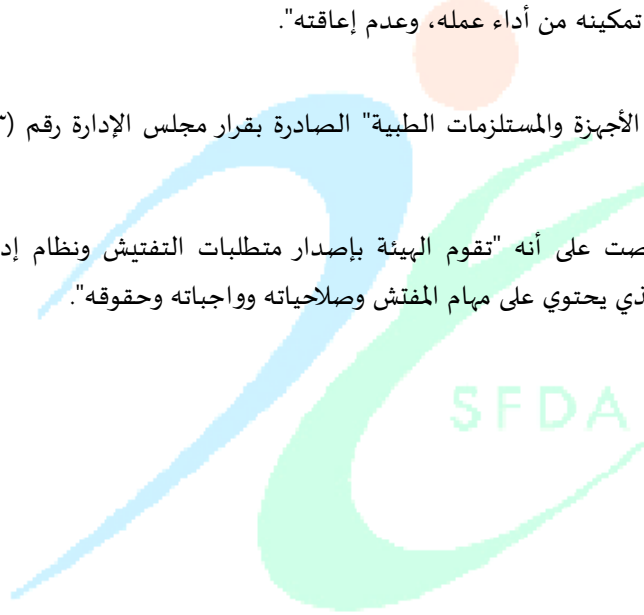 تمكينه من أداء عمله، وعدم إعاقته".
الأجهزة والمستلزمات الطبية" الصادرة بقرار مجلس الإدارة رقم (
صت على أنه "تقوم الهيئة بإصدار متطلبات التفتيش ونظام إد
ذي يحتوي على مهام المفتش وصلاحياته وواجباته وحقوقه".
SFDA